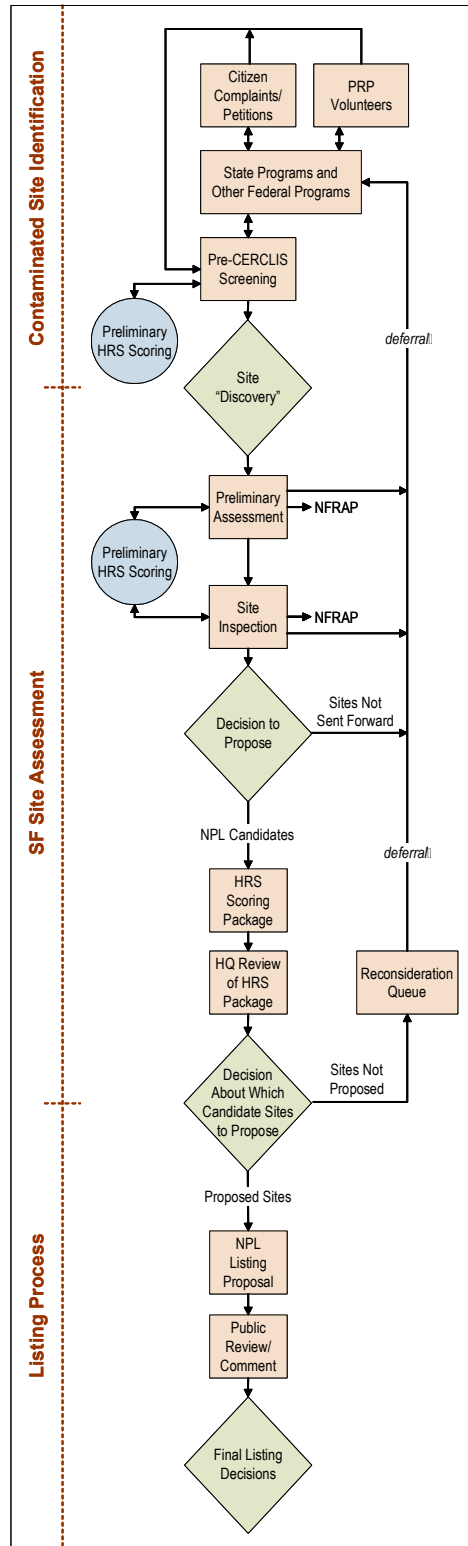 Contaminated Site Identification
Citizen
Complaints/
Petitions
PRP
Volunteers
State Programs and
Other Federal Programs
Pre-CERCLIS
Screening
Preliminary
HRS Scoring
deferral
Site
“Discovery”
SF Site Assessment
Preliminary
Assessment
NFRAP
Preliminary
HRS Scoring
Site
Inspection
NFRAP
Decision to
Propose
Sites Not
Sent Forward
NPL Candidates
deferral
HRS
Scoring
Package
HQ Review
of HRS
Package
Reconsideration
Queue
Decision
About Which
Candidate Sites
to Propose
Sites Not
Proposed
Listing Process
Proposed Sites
NPL
Listing
Proposal
Public
Review/
Comment
Final Listing
Decisions